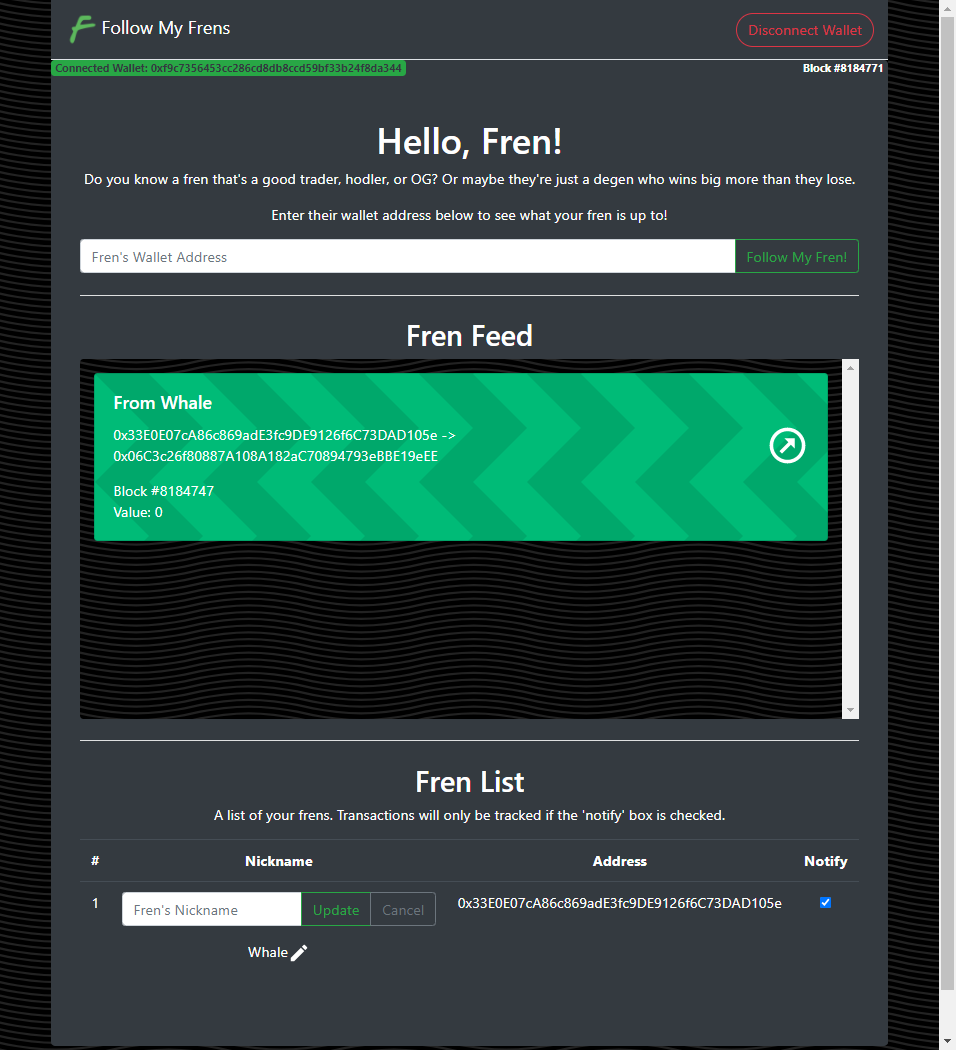 Follow My Frens
Disconnect Wallet
Connected Wallet: 0xf9c7356453cc286cd8db8ccd59bf33b24f8da344
Block #8184771
Hello, Fren!
Do you know a fren that's a good trader, hodler, or OG? Or maybe they're just a degen who wins big more than they lose.
Enter their wallet address below to see what your fren is up to!
Fren's Wallet Address
Follow My Fren!
Fren Feed
From Whale
0x33E0E07cA86c869adE3fc9DE9126f6C73DAD105e ->
0x06C3c26f80887A108A182aC70894793eBBE19eEE
Block #8184747
Value: 0
Fren List
A list of your frens. Transactions will only be tracked if the 'notify' box is checked.
# Nickname Address Notify
1 Fren's Nickname Update Cancel 0x33E0E07cA86c869adE3fc9DE9126f6C73DAD105e
Whale